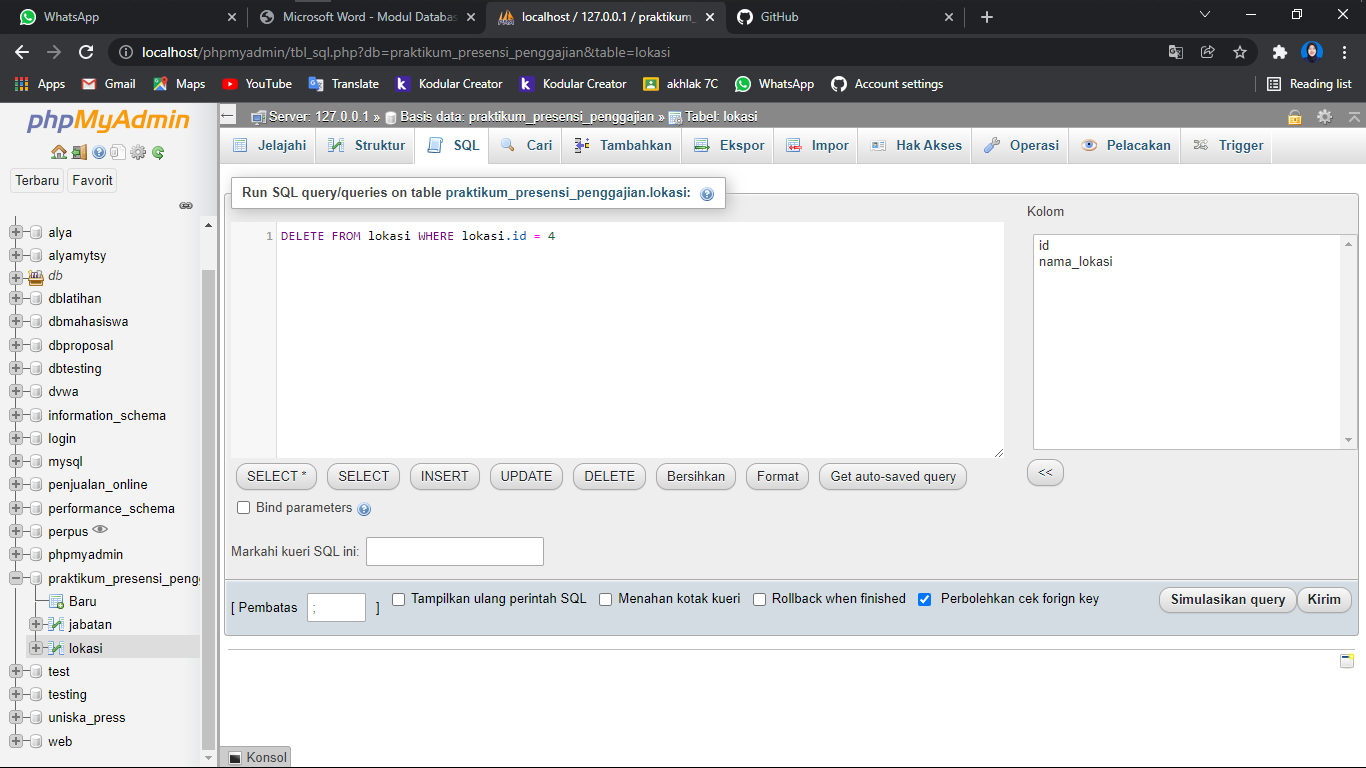 WhatsApp
Microsoft Word - Modul Databas
localhost / 127.0.0.1 / praktikum_
GitHub
localhost/phpmyadmin/tbl_sql.php?db=praktikum_presensi_penggajian&table=lokasi
Apps Gmail Maps YouTube Translate Kodular Creator Kodular Creator akhlak 7C WhatsApp Account settings Reading list
phpMyAdmin
Terbaru Favorit
alya
alyamytsy
db
dblatihan
dbmahasiswa
dbproposal
dbtesting
dvwa
information_schema
login
mysql
penjualan_online
performance_schema
perpus
phpmyadmin
praktikum_presensi_peng
Baru
jabatan
lokasi
test
testing
uniska_press
web
Server: 127.0.0.1 » Basis data: praktikum_presensi_penggajian » Tabel: lokasi
Jelajahi Struktur SQL Cari Tambahkan Ekspor Impor Hak Akses Operasi Pelacakan Trigger
Run SQL query/queries on table praktikum_presensi_penggajian.lokasi:
1 DELETE FROM lokasi WHERE lokasi.id = 4
Kolom
id
nama_lokasi
SELECT * SELECT INSERT UPDATE DELETE Bersihkan Format Get auto-saved query
<<
Bind parameters
Markahi kueri SQL ini:
[ Pembatas ; ] Tampilkan ulang perintah SQL Menahan kotak kueri Rollback when finished Perbolehkan cek forign key Simulasikan query Kirim
Konsol